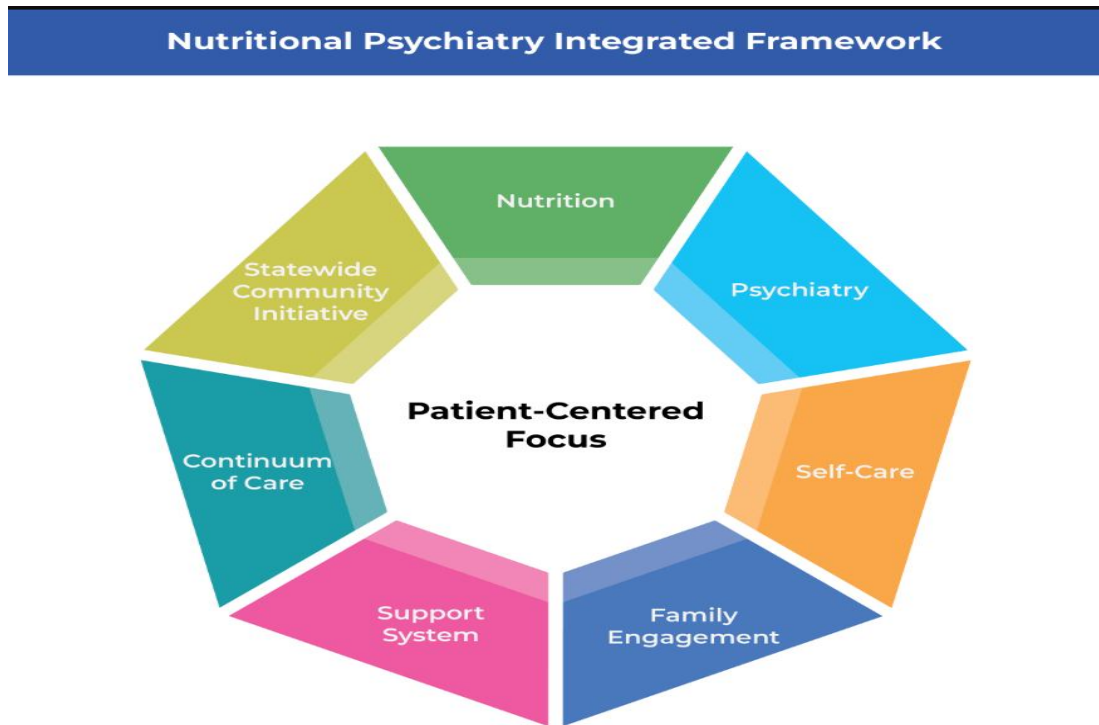 Nutritional Psychiatry Integrated Framework
Nutrition
Psychiatry
Self-Care
Family
Engagement
Support
System
Continuum
of Care
Statewide
Community
Initiative
Patient-Centered
Focus